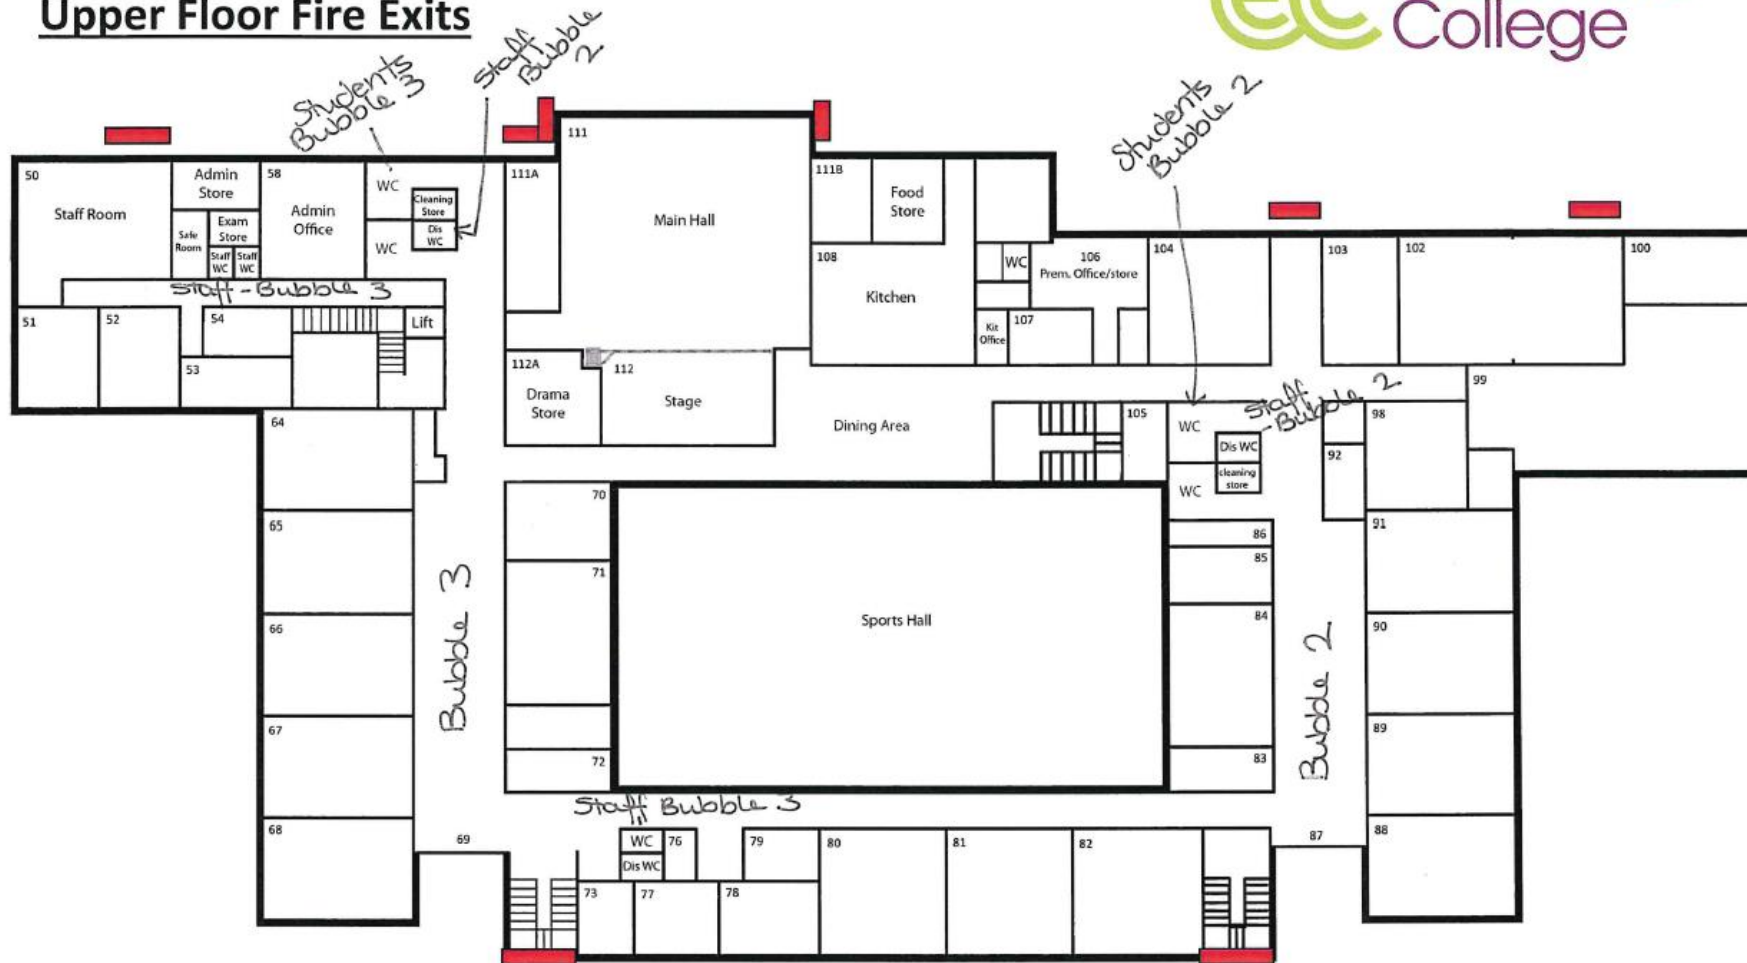 Upper Floor Fire Exits
ec
College
Students
Bubble 3
Staff
Bubble
2
Students
Bubble 2
50
Staff Room
Admin
Store
Safe
Room
Exam
Store
Staff
WC
Staff
WC
58
Admin
Office
WC
Cleaning
Store
WC
Dis
WC
Staff - Bubble 3
51
52
54
53
Lift
111A
111
Main Hall
111B
Food
Store
108
Kitchen
WC
106
Prem. Office/store
Kit
Office
107
104
103
102
100
112A
Drama
Store
112
Stage
Dining Area
105
WC
Dis WC
WC
cleaning
store
Staff
- Bubble 2
92
98
99
64
65
66
67
68
69
Bubble 3
70
71
72
Sports Hall
86
85
84
83
Bubble 2
91
90
89
88
87
Staff Bubble 3
WC
Dis WC
76
79
73
77
78
80
81
82